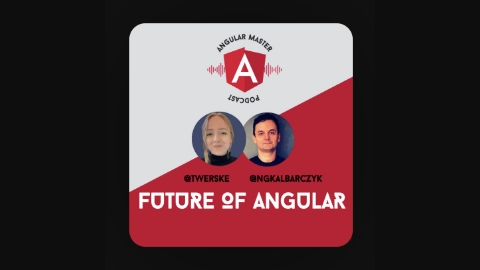 ANGULAR MASTER
A
PODCAST
@TWERSKE @NGKALBARCZYK
FUTURE OF ANGULAR